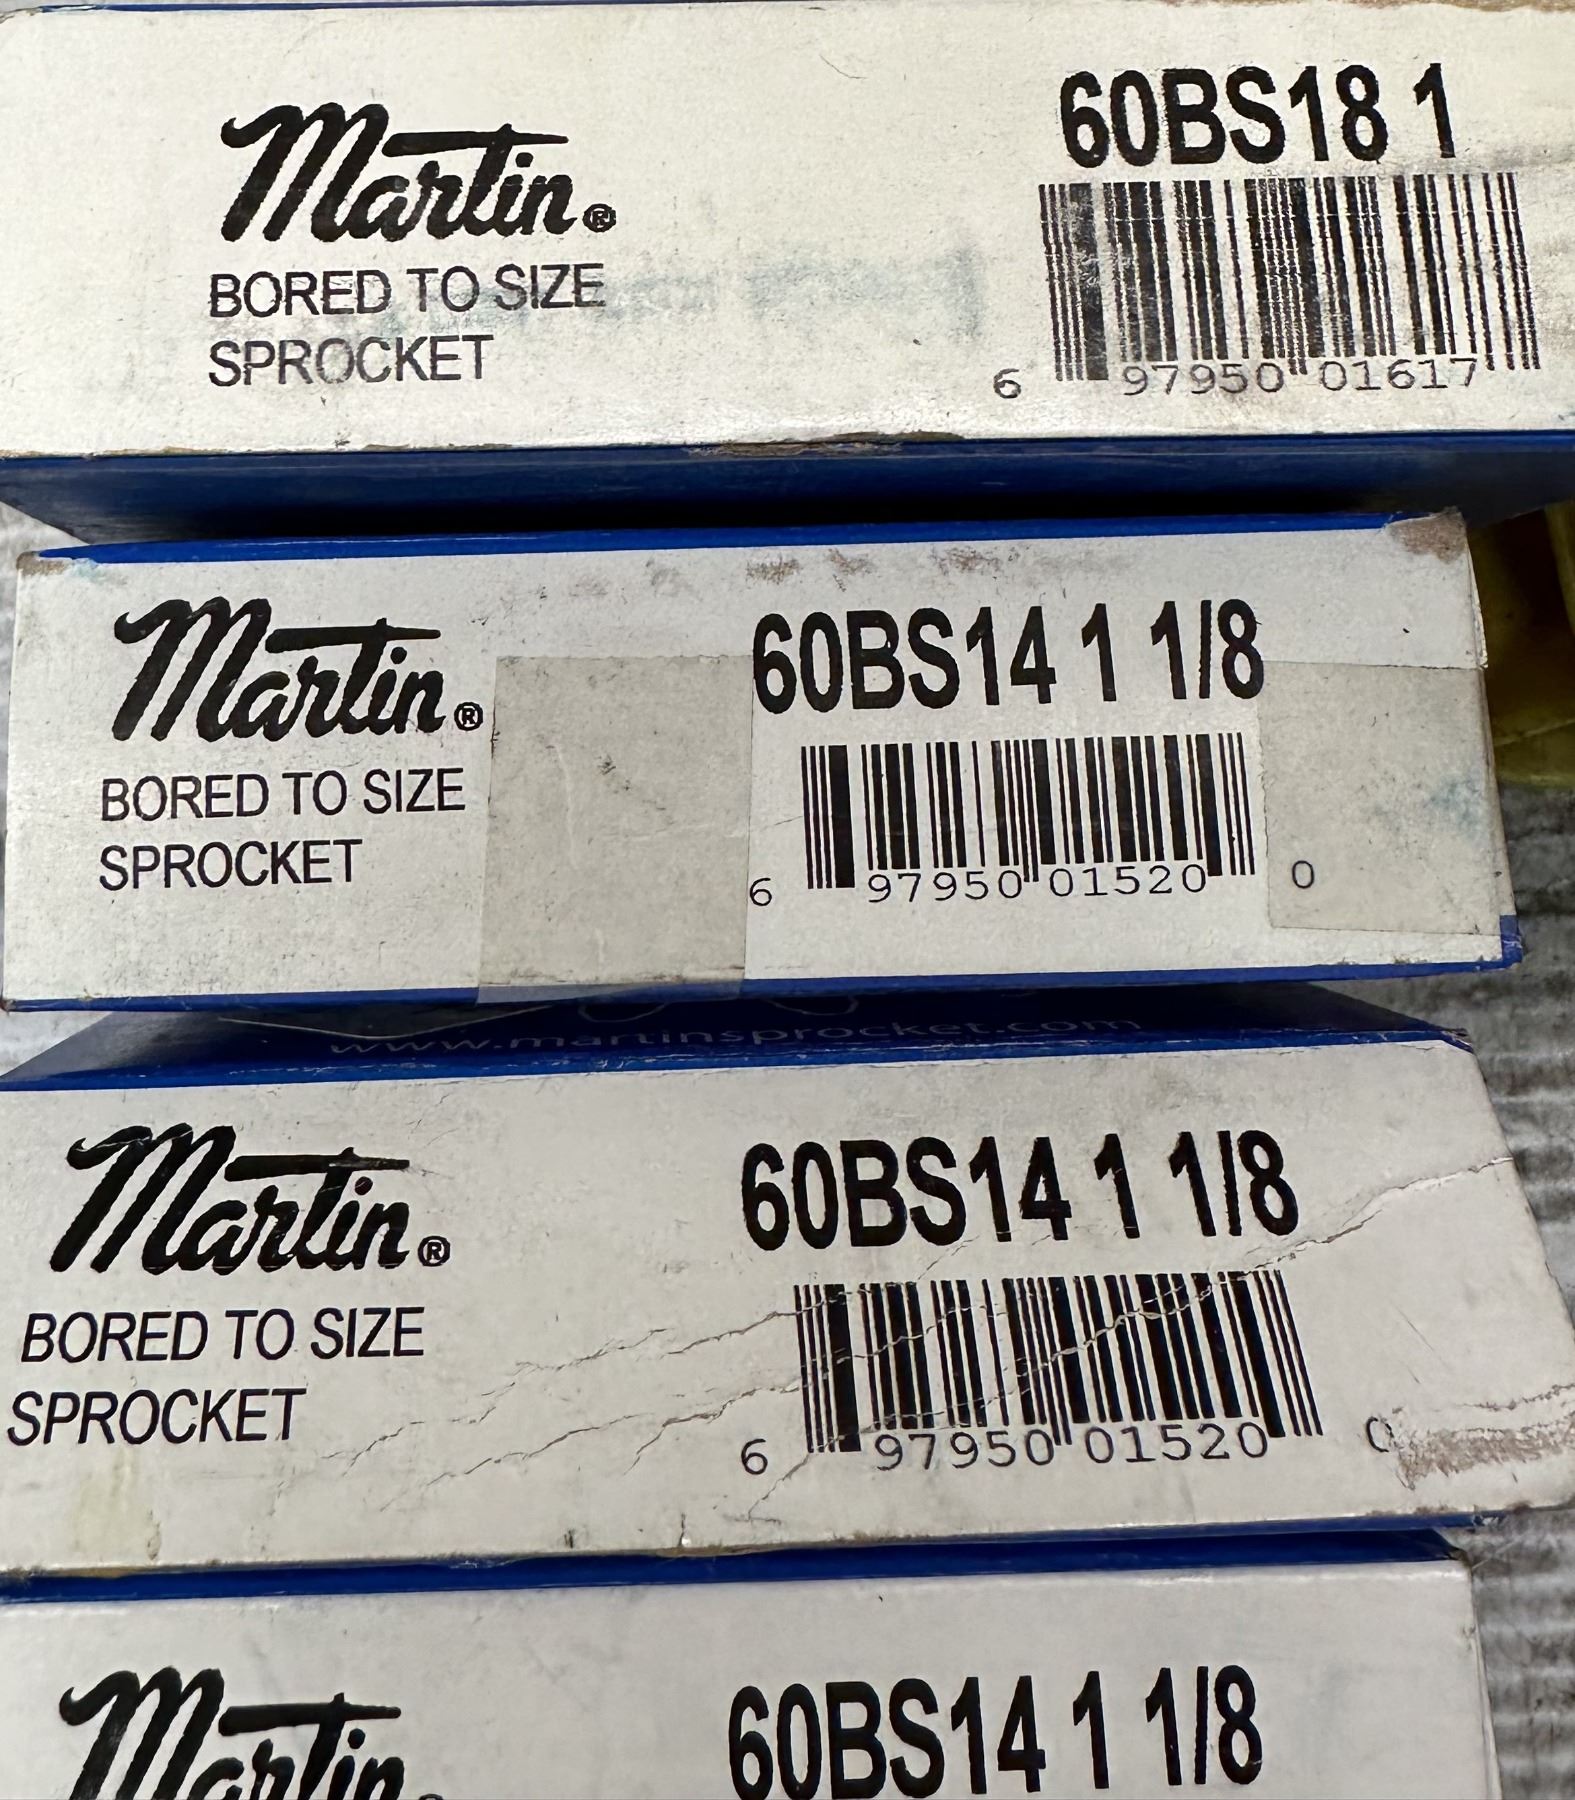 Martin®
BORED TO SIZE
SPROCKET
60BS18 1
6 97950 01617
Martin®
BORED TO SIZE
SPROCKET
60BS14 1 1/8
6 97950 01520 0
www.martinsprocket.com
Martin®
BORED TO SIZE
SPROCKET
60BS14 1 1/8
6 97950 01520 0
Martin
60BS14 1 1/8